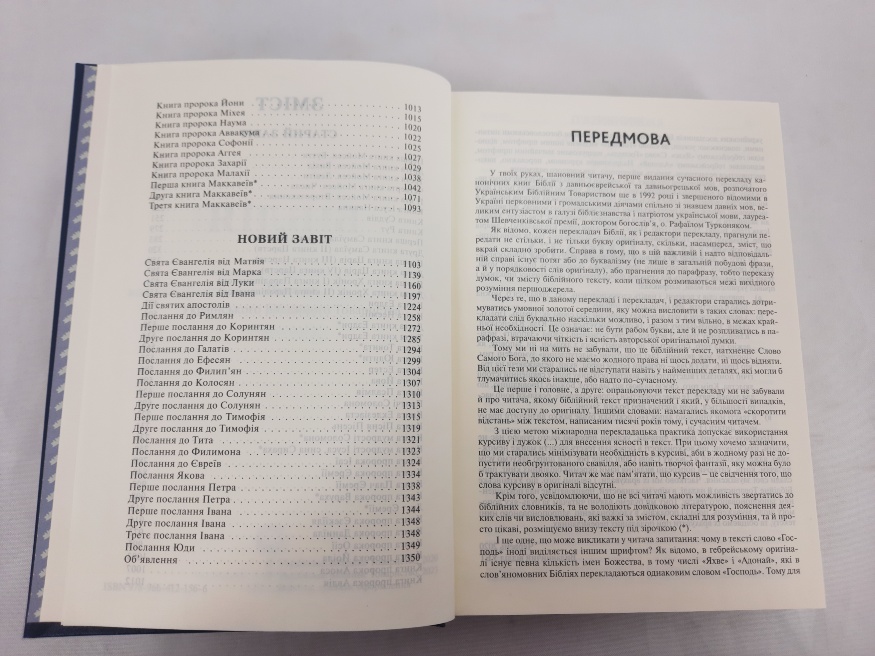 Книга пророка Йони 1013
Книга пророка Міхея 1015
Книга пророка Наума 1020
Книга пророка Аввакума 1022
Книга пророка Софонії 1025
Книга пророка Аггея 1027
Книга пророка Захарії 1029
Книга пророка Малахії 1038
Перша книга Маккавеїв* 1042
Друга книга Маккавеїв* 1071
Третя книга Маккавеїв* 1093
НОВИЙ ЗАВІТ
Свята Євангелія від Матвія 1103
Свята Євангелія від Марка 1139
Свята Євангелія від Луки 1160
Свята Євангелія від Івана 1197
Дії святих апостолів 1224
Послання до Римлян 1258
Перше послання до Коринтян 1272
Друге послання до Коринтян 1285
Послання до Галатів 1294
Послання до Ефесян 1299
Послання до Филип'ян 1304
Послання до Колосян 1307
Перше послання до Солунян 1310
Друге послання до Солунян 1313
Перше послання до Тимофія 1315
Друге послання до Тимофія 1319
Послання до Тита 1321
Послання до Филимона 1323
Послання до Євреїв 1324
Послання Якова 1334
Перше послання Петра 1338
Друге послання Петра 1343
Перше послання Івана 1344
Друге послання Івана 1348
Третє послання Івана 1348
Послання Юди 1349
Об'явлення 1350
ПЕРЕДМОВА
У твоїх руках, шановний читачу, перше видання сучасного перекладу ка-
нонічних книг Біблії з давньоєврейської та давньогрецької мов, розпочатого
Українським Біблійним Товариством ще в 1992 році і звершеного відомими в
Україні церковними і громадськими діячами спільно зі знавцем давніх мов, ве-
ликим ентузіастом в галузі біблієзнавства і патріотом української мови, лауреа-
том Шевченківської премії, доктором богослів'я, о. Рафаїлом Турконяком.
Як відомо, кожен перекладач Біблії, як і редактори перекладу, прагнули пе-
редати не стільки, і не тільки букву оригіналу, скільки, насамперед, зміст, що
вкрай складно зробити. Справа в тому, що в цій важливій і надто відповідаль-
ній справі існує потяг або до буквалізму (не лише в загальній побудові фрази,
а й у порядковості слів оригіналу), або прагнення до парафразу, тобто переказу
думок, чи змісту біблійного тексту, коли цілком розмиваються межі вихідного
розуміння першоджерела.
Через те, що в даному перекладі і перекладач, і редактори старались дотри-
муватись умовної золотої середини, яку можна висловити в таких словах: пере-
кладати слід буквально наскільки можливо, і разом з тим вільно, в межах край-
ньої необхідності. Це означає: не бути рабом букви, але й не розпливатись в па-
рафразі, втрачаючи чіткість і ясність авторської оригінальної думки.
Тому ми ні на мить не забували, що це біблійний текст, натхненне Слово
Самого Бога, до якого не маємо жодного права ні щось додати, ні щось відняти.
Від цієї тези ми старались не відступати навіть у найменших деталях, які могли б
тлумачитись якось інакше, або надто по-сучасному.
Це перше і головне, а друге: опрацьовуючи текст перекладу ми не забували
й про читача, якому біблійний текст призначений і який, у більшості випадків,
не має доступу до оригіналу. Іншими словами: намагались якомога «скоротити
відстань» між текстом, написаним тисячі років тому, і сучасним читачем.
З цією метою міжнародна перекладацька практика допускає використання
курсиву і дужок (...) для внесення ясності в текст. При цьому хочемо зазначити,
що ми старались мінімізувати необхідність в курсиві, аби в жодному разі не до-
пустити необґрунтованого свавілля, або навіть творчої фантазії, яку можна було
б трактувати двояко. Читач же має пам'ятати, що курсив – це свідчення того, що
слова курсиву в оригіналі відсутні.
Крім того, усвідомлюючи, що не всі читачі мають можливість звертатись до
біблійних словників, та не володіють довідковою літературою, пояснення дея-
ких слів чи висловлювань, які важкі за змістом, складні для розуміння, та й про-
сто цікаві, розміщуємо внизу тексту під зірочкою (*).
І ще одне, що може викликати у читача запитання: чому в тексті слово «Гос-
подь» іноді виділяється іншим шрифтом? Як відомо, в гебрейському оригіна-
лі існує певна кількість імен Божества, в тому числі «Яхве» і «Адонай», які в
слов'яномовних Бібліях перекладаються однаковим словом «Господь». Тому для